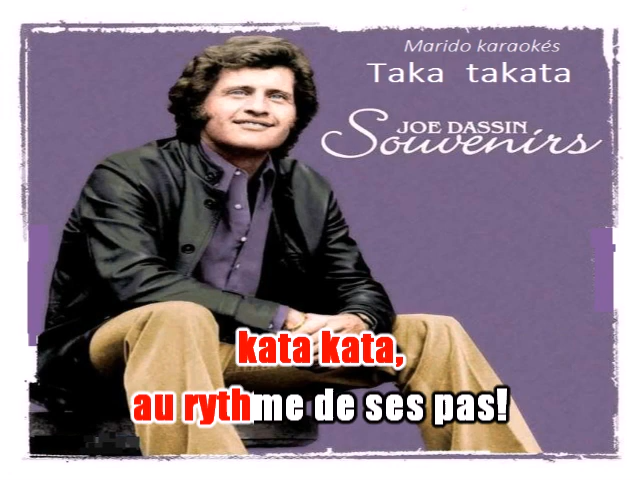 Marido karaokés
Taka takata
JOE DASSIN
Souvenirs
kata kata,
au rythme de ses pas!